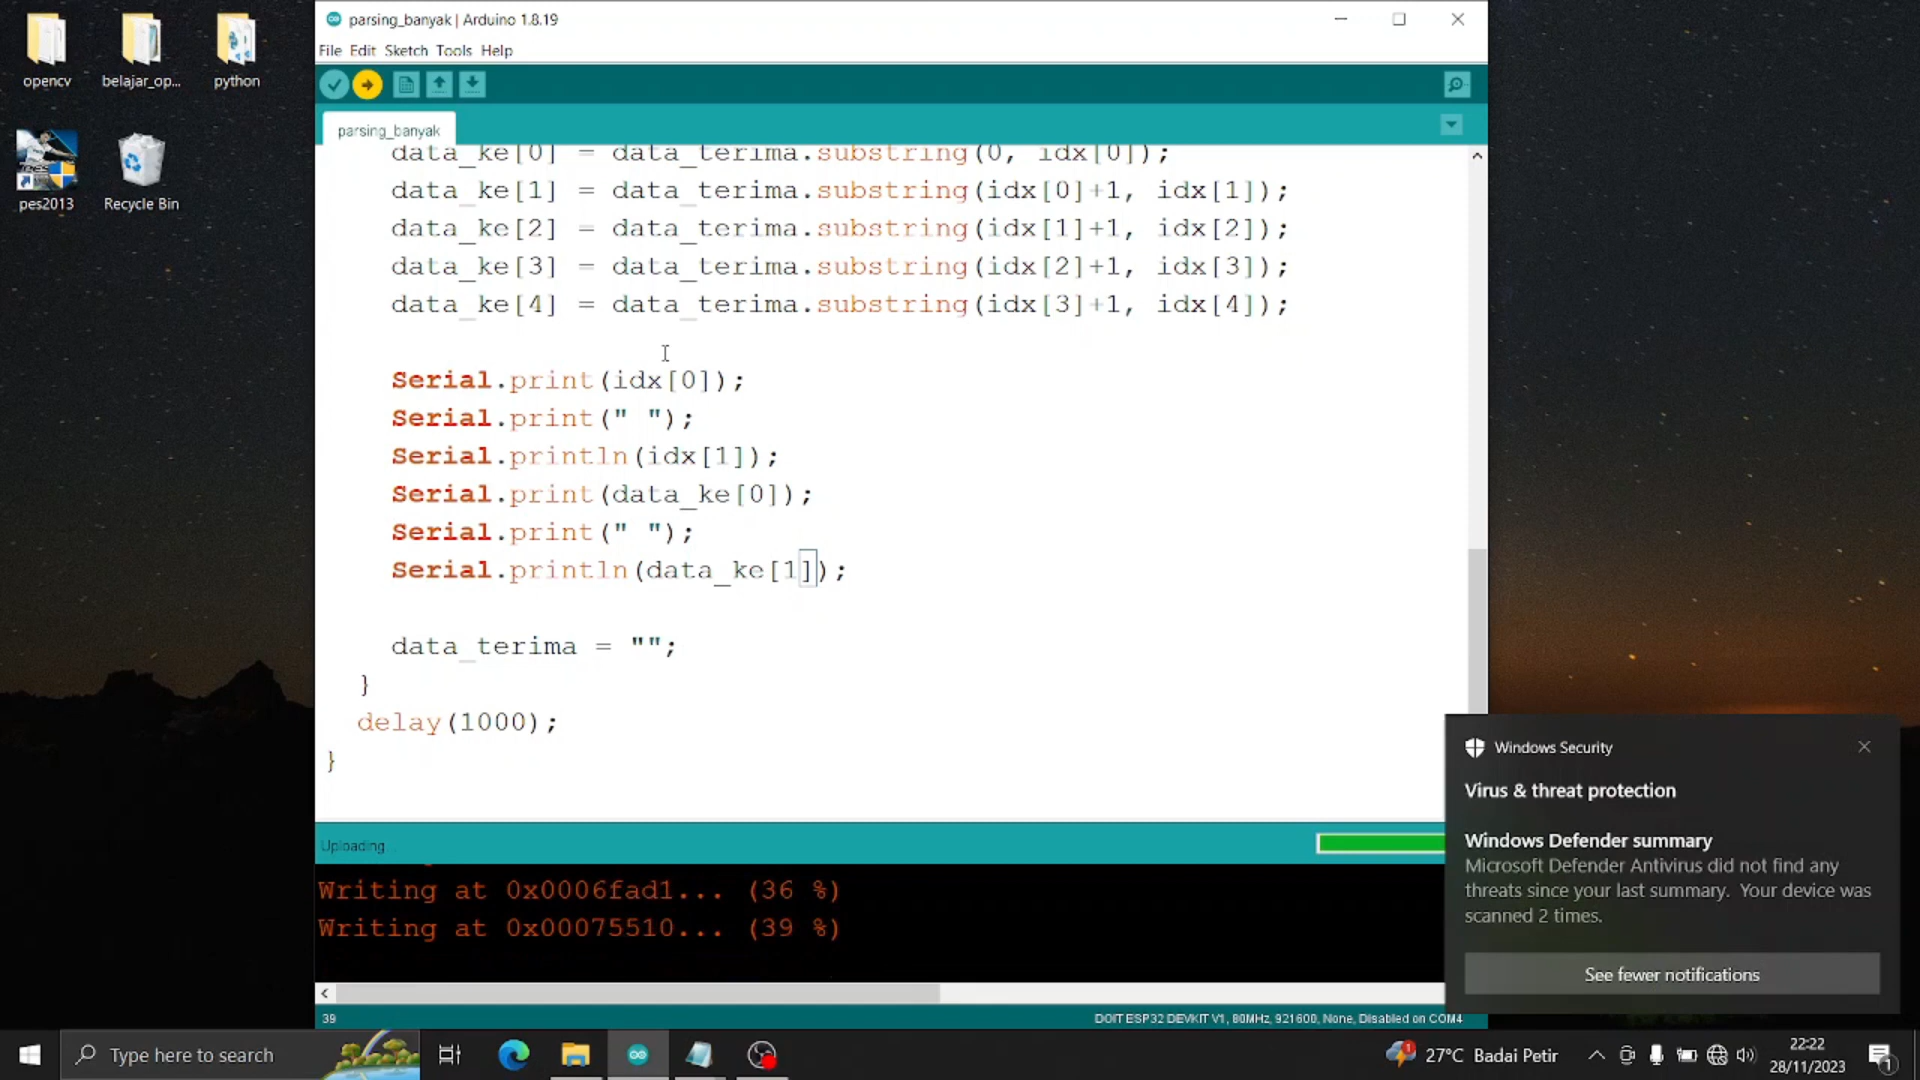 opencv
belajar_op...
python
pes2013
Recycle Bin
parsing_banyak | Arduino 1.8.19
File Edit Sketch Tools Help
parsing_banyak
data_ke[0] = data_terima.substring(0, idx[0]);
data_ke[1] = data_terima.substring(idx[0]+1, idx[1]);
data_ke[2] = data_terima.substring(idx[1]+1, idx[2]);
data_ke[3] = data_terima.substring(idx[2]+1, idx[3]);
data_ke[4] = data_terima.substring(idx[3]+1, idx[4]);
Serial.print(idx[0]);
Serial.print(" ");
Serial.println(idx[1]);
Serial.print(data_ke[0]);
Serial.print(" ");
Serial.println(data_ke[1]);
data_terima = "";
}
delay(1000);
}
Uploading...
Writing at 0x0006fad1... (36 %)
Writing at 0x00075510... (39 %)
39
DOIT ESP32 DEVKIT V1, 80MHz, 921600, None, Disabled on COM4
Windows Security
Virus & threat protection
Windows Defender summary
Microsoft Defender Antivirus did not find any
threats since your last summary. Your device was
scanned 2 times.
See fewer notifications
Type here to search
27°C Badai Petir
22:22
28/11/2023
1